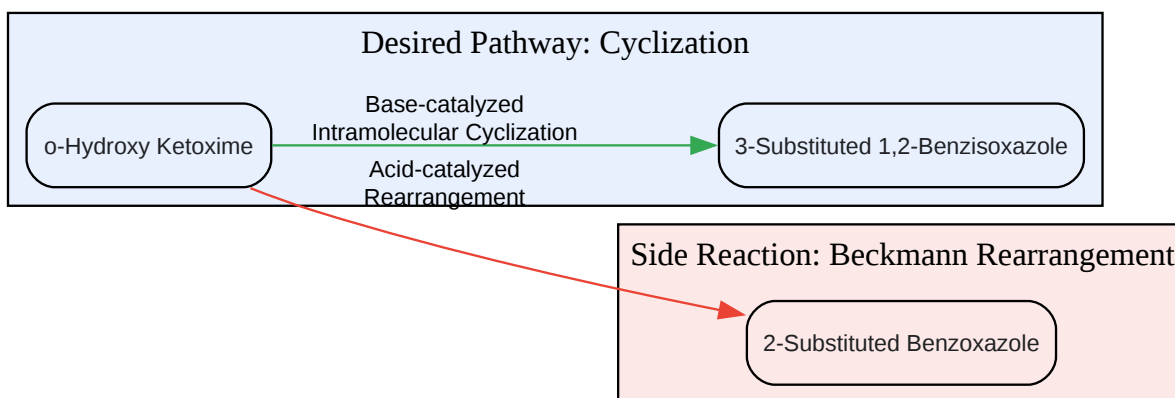 Desired Pathway: Cyclization
Base-catalyzed
Intramolecular Cyclization
o-Hydroxy Ketoxime
3-Substituted 1,2-Benzisoxazole
Acid-catalyzed
Rearrangement
Side Reaction: Beckmann Rearrangement
2-Substituted Benzoxazole